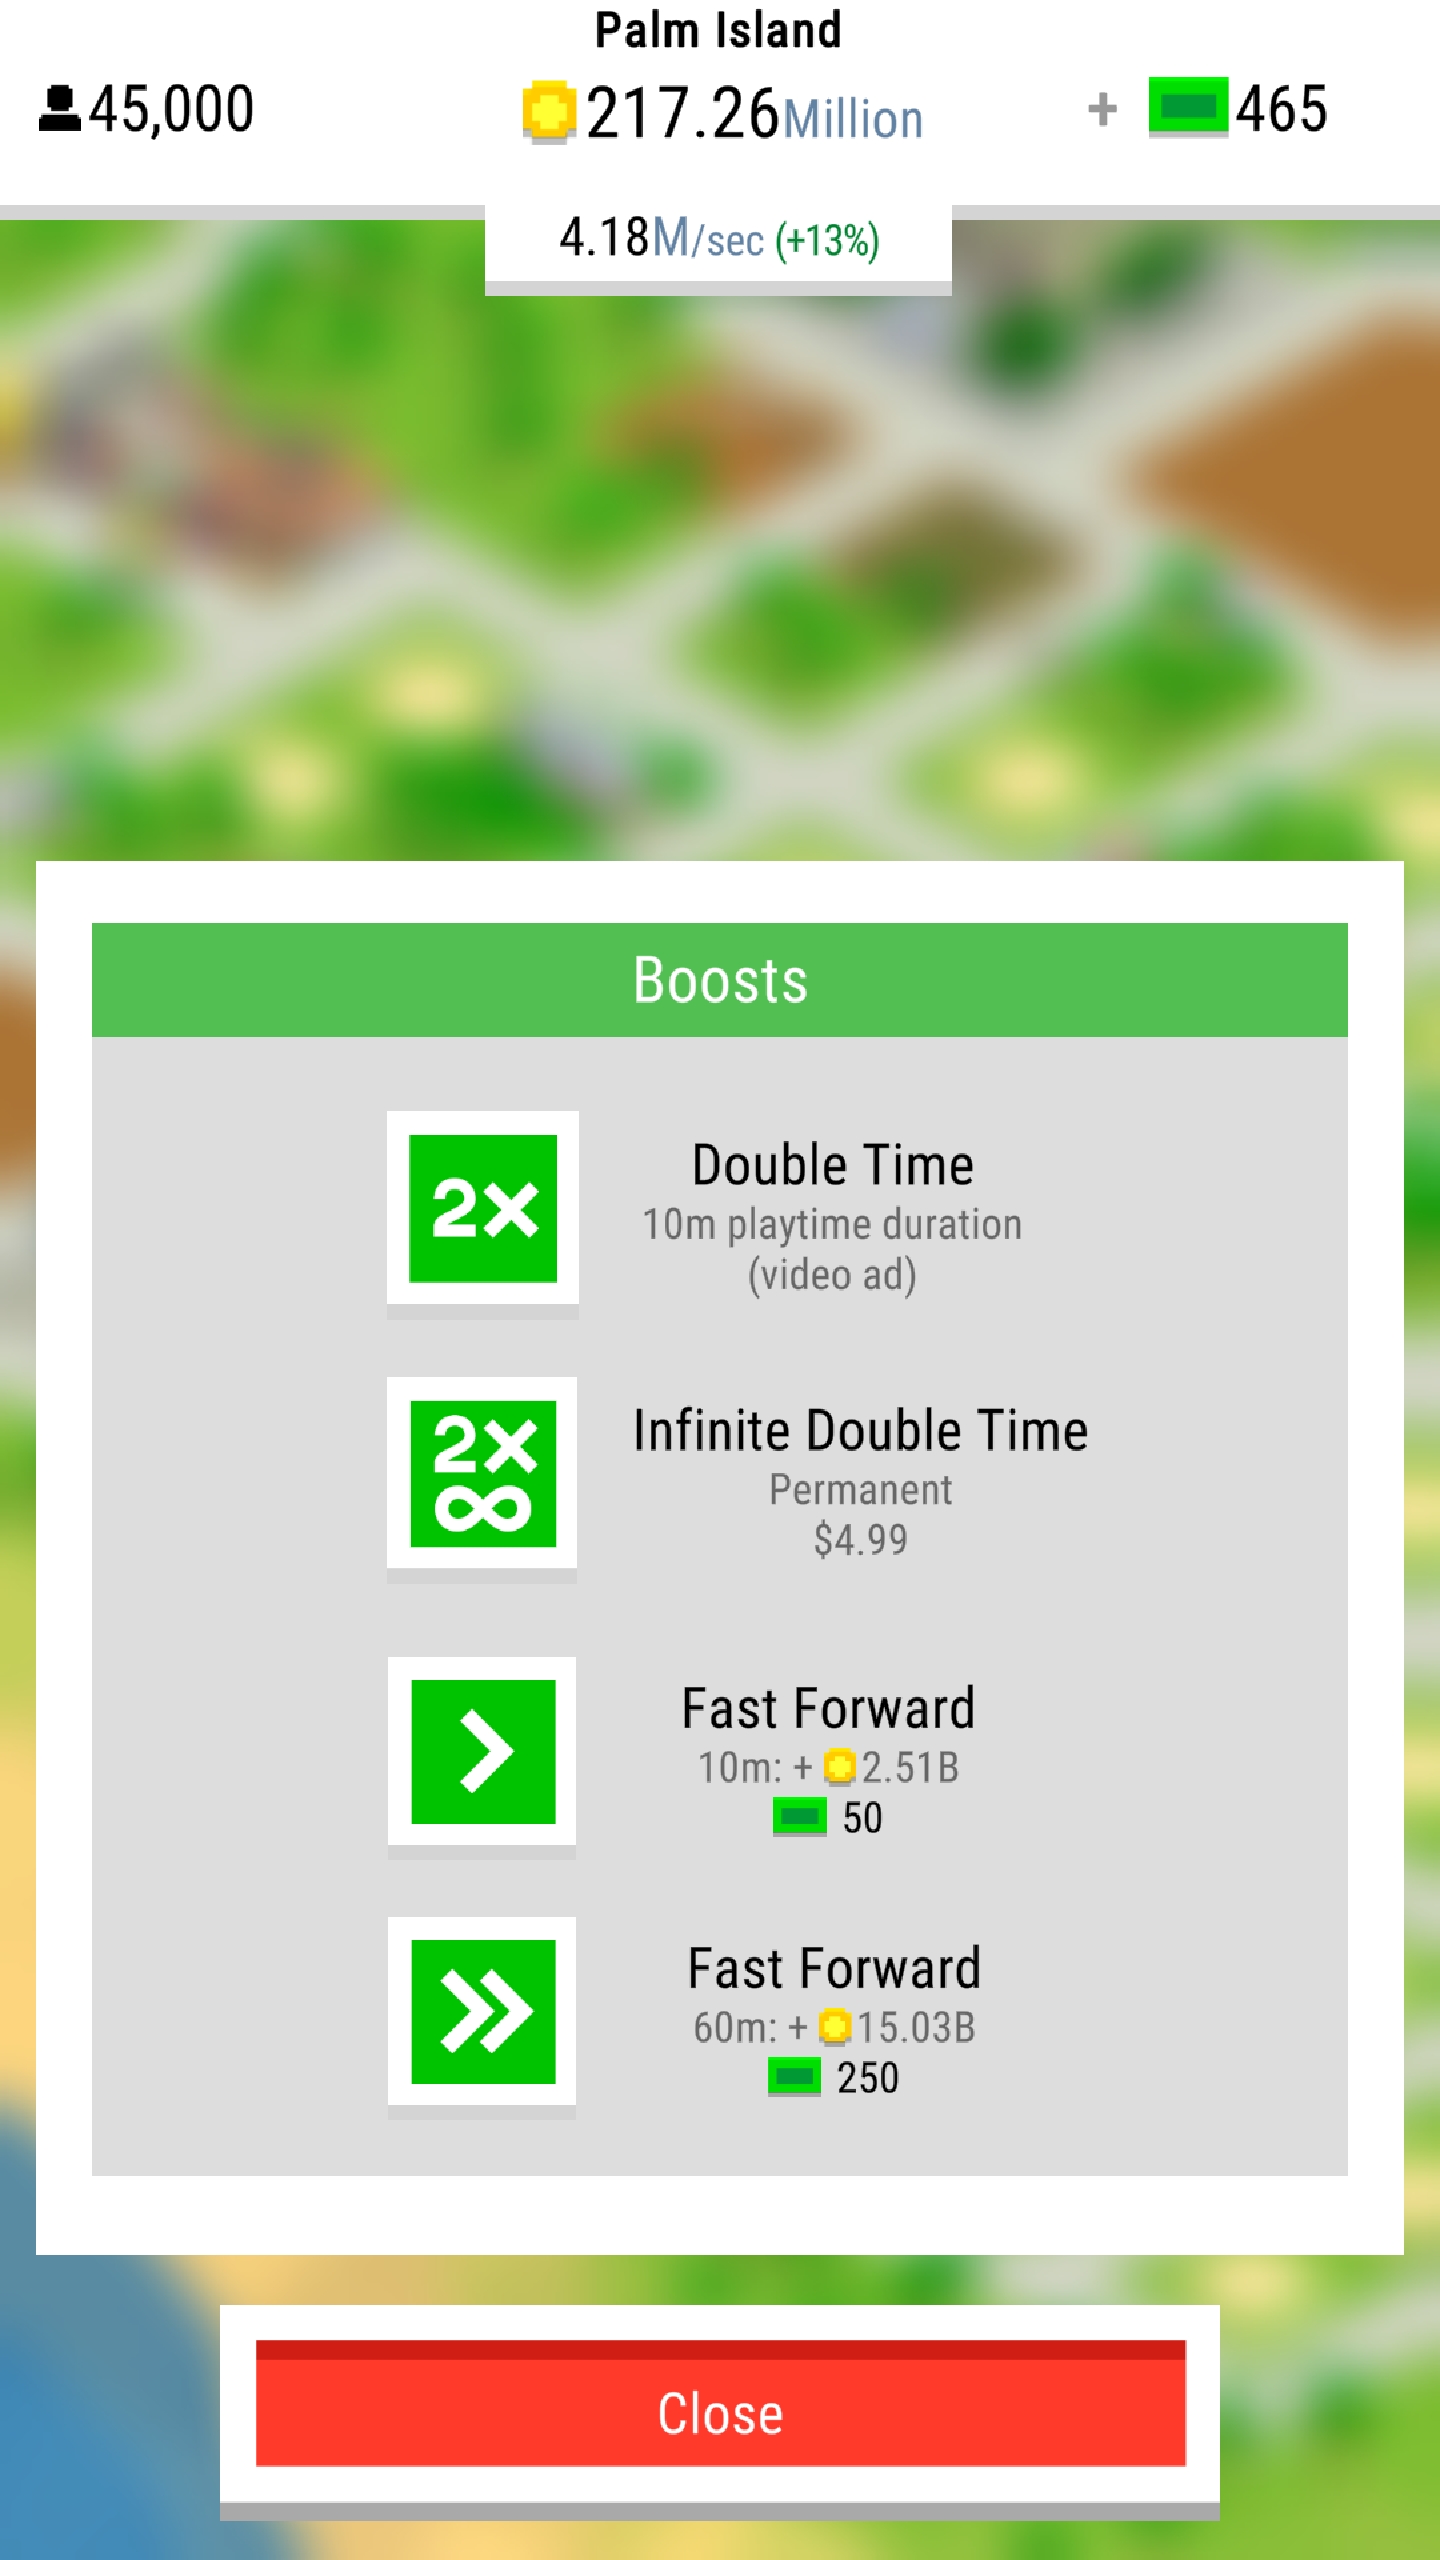 Palm Island
45,000
217.26Million
+ 465
4.18M/sec (+13%)
Boosts
2×
Double Time
10m playtime duration
(video ad)
2×
∞
Infinite Double Time
Permanent
$4.99
Fast Forward
10m: + 2.51B
50
Fast Forward
60m: + 15.03B
250
Close